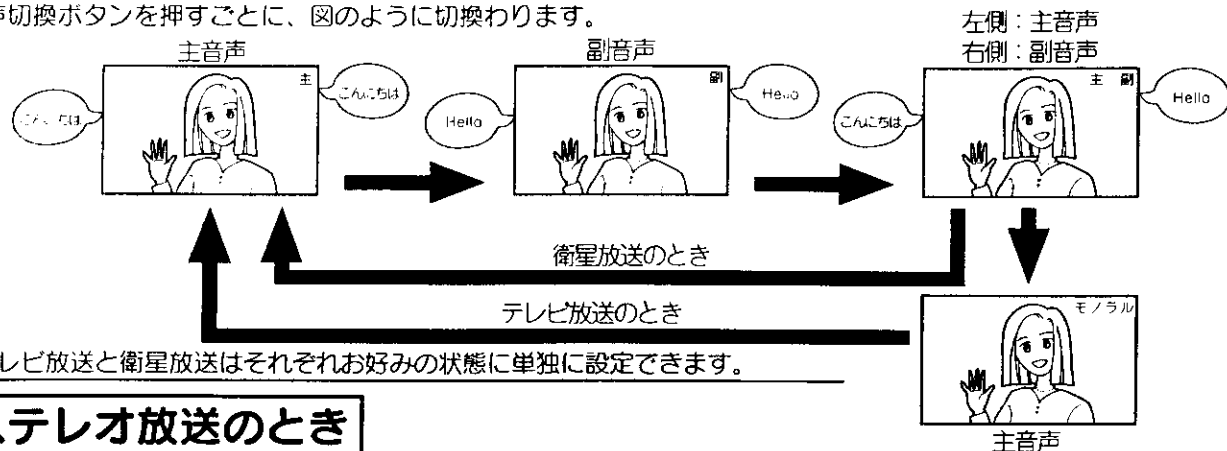 声切換ボタンを押すごとに、図のように切換わります。
主音声
副音声
左側：主音声
右側：副音声
主
こんにちは
Hello
副
Hello
こんにちは
主 副
Hello
衛星放送のとき
テレビ放送のとき
モノラル
主音声
レビ放送と衛星放送はそれぞれお好みの状態に単独に設定できます。
ステレオ放送のとき